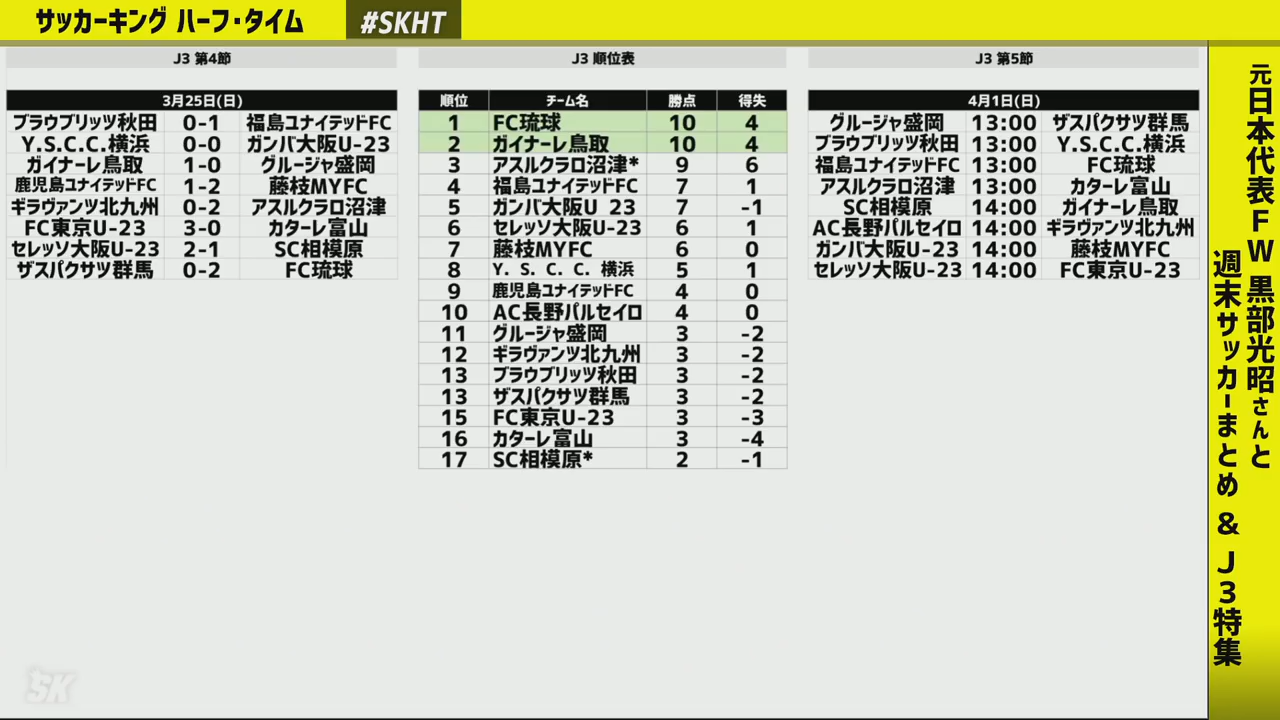 サッカーキング ハーフ・タイム #SKHT
J3 第4節
3月25日(日)
ブラウブリッツ秋田 0-1 福島ユナイテッドFC
Y.S.C.C.横浜 0-0 ガンバ大阪U-23
ガイナーレ鳥取 1-0 グルージャ盛岡
鹿児島ユナイテッドFC 1-2 藤枝MYFC
ギラヴァンツ北九州 0-2 アスルクラロ沼津
FC東京U-23 3-0 カターレ富山
セレッソ大阪U-23 2-1 SC相模原
ザスパクサツ群馬 0-2 FC琉球
J3 順位表
順位 チーム名 勝点 得失
1 FC琉球 10 4
2 ガイナーレ鳥取 10 4
3 アスルクラロ沼津* 9 6
4 福島ユナイテッドFC 7 1
5 ガンバ大阪U 23 7 -1
6 セレッソ大阪U-23 6 1
7 藤枝MYFC 6 0
8 Y. S. C. C. 横浜 5 1
9 鹿児島ユナイテッドFC 4 0
10 AC長野パルセイロ 4 0
11 グルージャ盛岡 3 -2
12 ギラヴァンツ北九州 3 -2
13 ブラウブリッツ秋田 3 -2
13 ザスパクサツ群馬 3 -2
15 FC東京U-23 3 -3
16 カターレ富山 3 -4
17 SC相模原* 2 -1
J3 第5節
4月1日(日)
グルージャ盛岡 13:00 ザスパクサツ群馬
ブラウブリッツ秋田 13:00 Y.S.C.C.横浜
福島ユナイテッドFC 13:00 FC琉球
アスルクラロ沼津 13:00 カターレ富山
SC相模原 14:00 ガイナーレ鳥取
AC長野パルセイロ 14:00 ギラヴァンツ北九州
ガンバ大阪U-23 14:00 藤枝MYFC
セレッソ大阪U-23 14:00 FC東京U-23
元日本代表FW黒部光昭さんと
週末サッカーまとめ & J3特集
SK